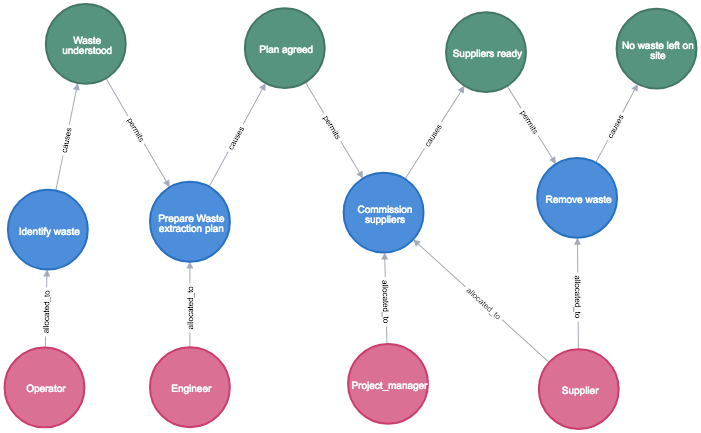 Waste
understood
Plan agreed
Suppliers ready
No waste left on
site
causes
permits
causes
permits
causes
permits
causes
Identify waste
Prepare Waste
extraction plan
Commission
suppliers
Remove waste
allocated_to
allocated_to
allocated_to
allocated_to
allocated_to
Operator
Engineer
Project_manager
Supplier